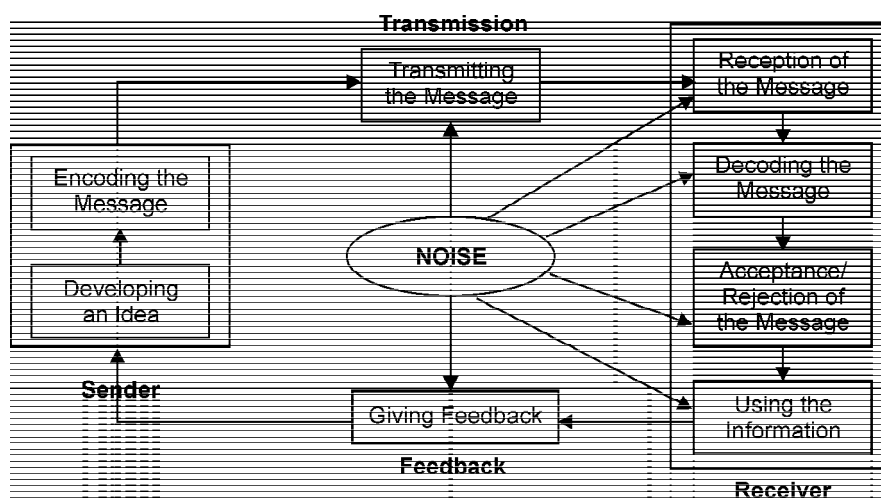 Transmission
Transmitting
the Message
Reception of
the Message
Encoding the
Message
Decoding the
Message
NOISE
Developing
an Idea
Acceptance/
Rejection of
the Message
Sender
Giving Feedback
Using the
Information
Feedback
Receiver